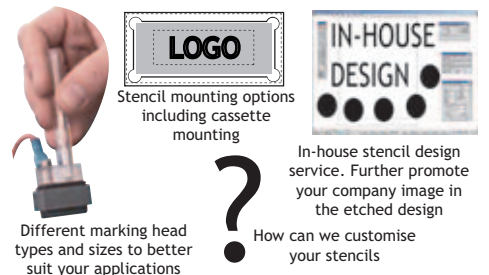 LOGO
Stencil mounting options
including cassette
mounting
IN-HOUSE
DESIGN
In-house stencil design
service. Further promote
your company image in
the etched design
Different marking head
types and sizes to better
suit your applications
?
How can we customise
your stencils